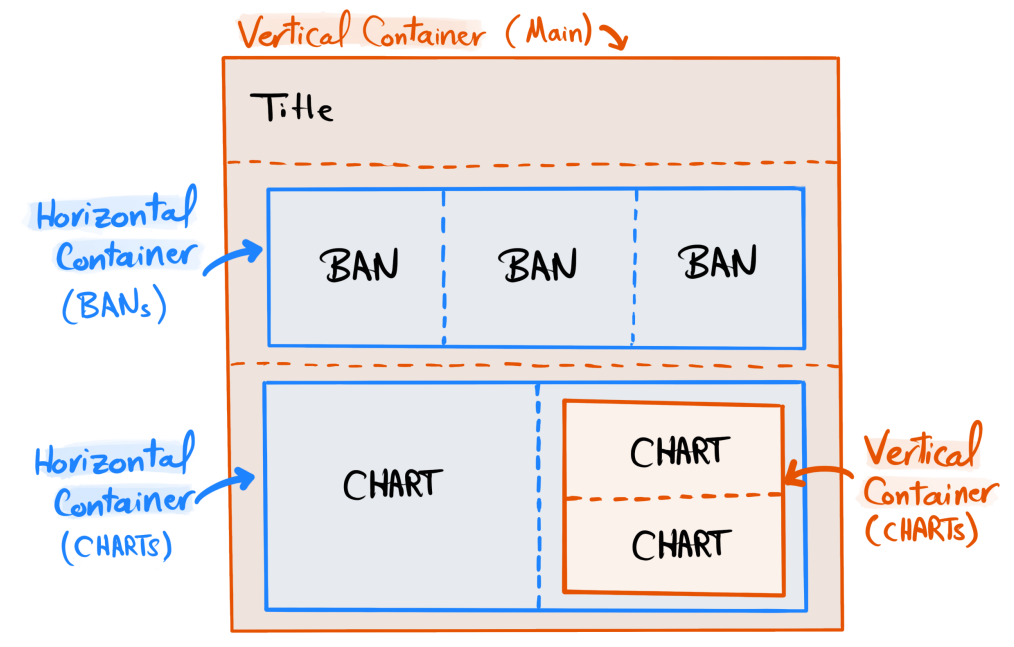 Vertical Container (Main)
Title
Horizontal
Container
(BANs)
BAN
BAN
BAN
Horizontal
Container
(CHARTs)
CHART
CHART
CHART
Vertical
Container
(CHARTs)